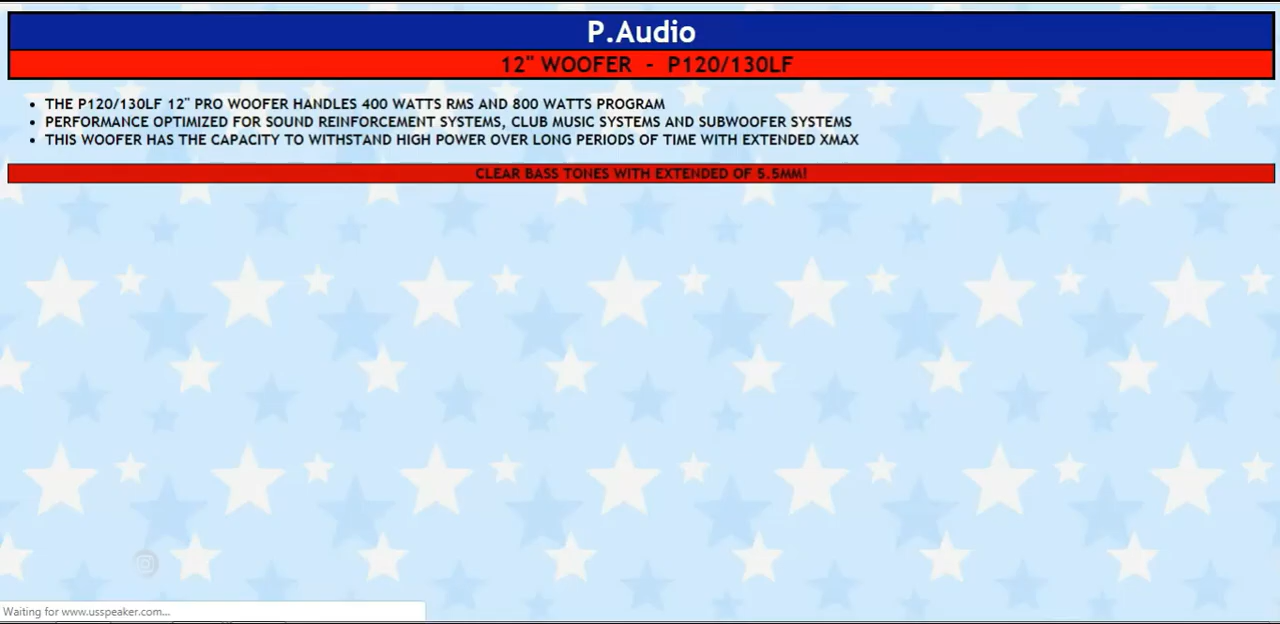 P.Audio
12" WOOFER - P120/130LF
• THE P120/130LF 12" PRO WOOFER HANDLES 400 WATTS RMS AND 800 WATTS PROGRAM
• PERFORMANCE OPTIMIZED FOR SOUND REINFORCEMENT SYSTEMS, CLUB MUSIC SYSTEMS AND SUBWOOFER SYSTEMS
• THIS WOOFER HAS THE CAPACITY TO WITHSTAND HIGH POWER OVER LONG PERIODS OF TIME WITH EXTENDED XMAX
CLEAR BASS TONES WITH EXTENDED OF 5.5MM!
Waiting for www.usspeaker.com...